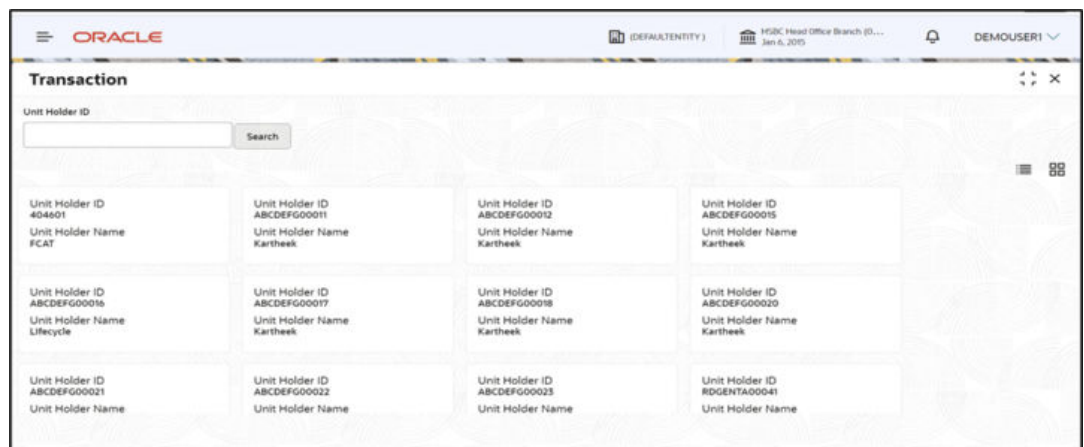 ORACLE
(DEFAULTENTITY)
HSBC Head Office Branch (0...
Jan 6, 2015
DEMOUSER1
Transaction
Unit Holder ID
Search
Unit Holder ID
404601
Unit Holder Name
FCAT
Unit Holder ID
ABCDEFG00011
Unit Holder Name
Kartheek
Unit Holder ID
ABCDEFG00012
Unit Holder Name
Kartheek
Unit Holder ID
ABCDEFG00015
Unit Holder Name
Kartheek
Unit Holder ID
ABCDEFG00016
Unit Holder Name
Lifecycle
Unit Holder ID
ABCDEFG00017
Unit Holder Name
Kartheek
Unit Holder ID
ABCDEFG00018
Unit Holder Name
Kartheek
Unit Holder ID
ABCDEFG00020
Unit Holder Name
Kartheek
Unit Holder ID
ABCDEFG00021
Unit Holder Name
Unit Holder ID
ABCDEFG00022
Unit Holder Name
Unit Holder ID
ABCDEFG00023
Unit Holder Name
Unit Holder ID
RDGENTA00041
Unit Holder Name